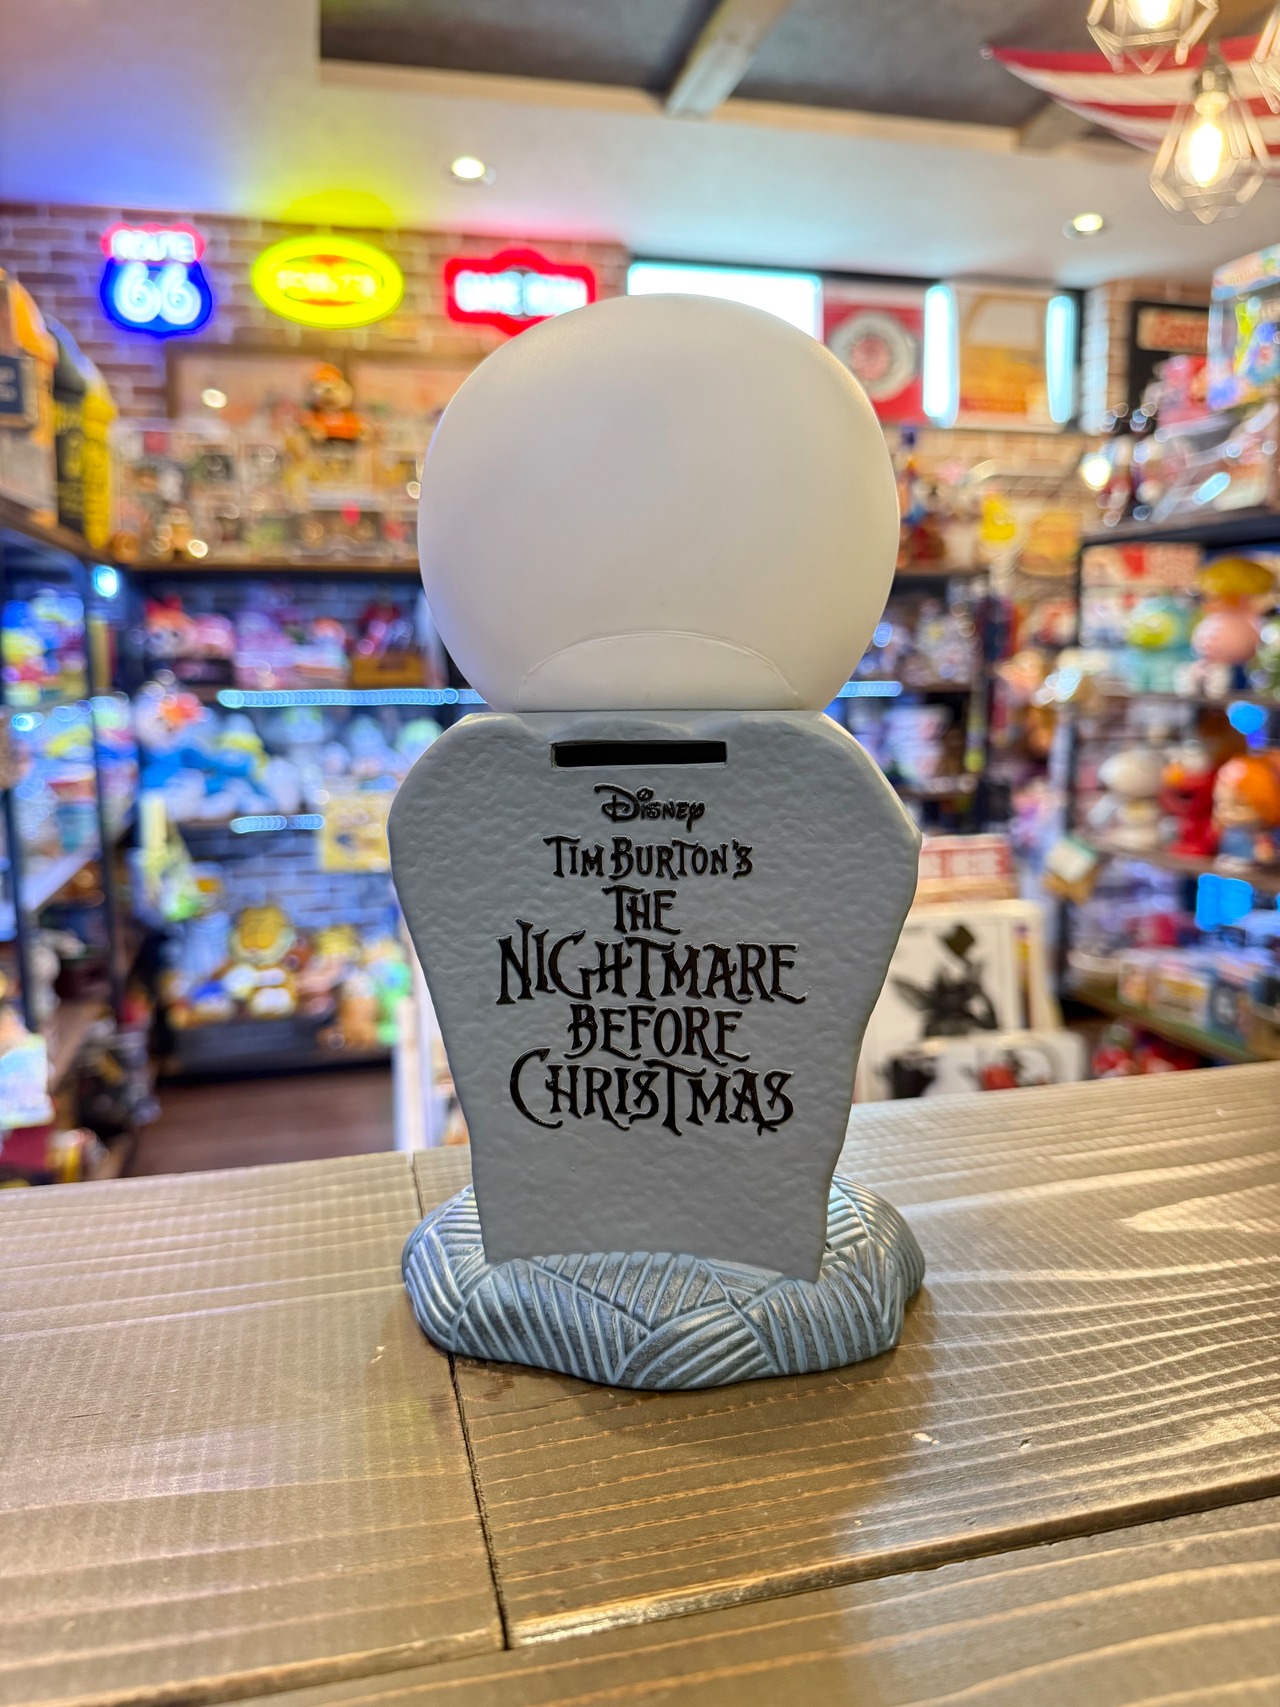 ROUTE
66
Disney
TIM BURTON'S
THE
NIGHTMARE
BEFORE
CHRISTMAS